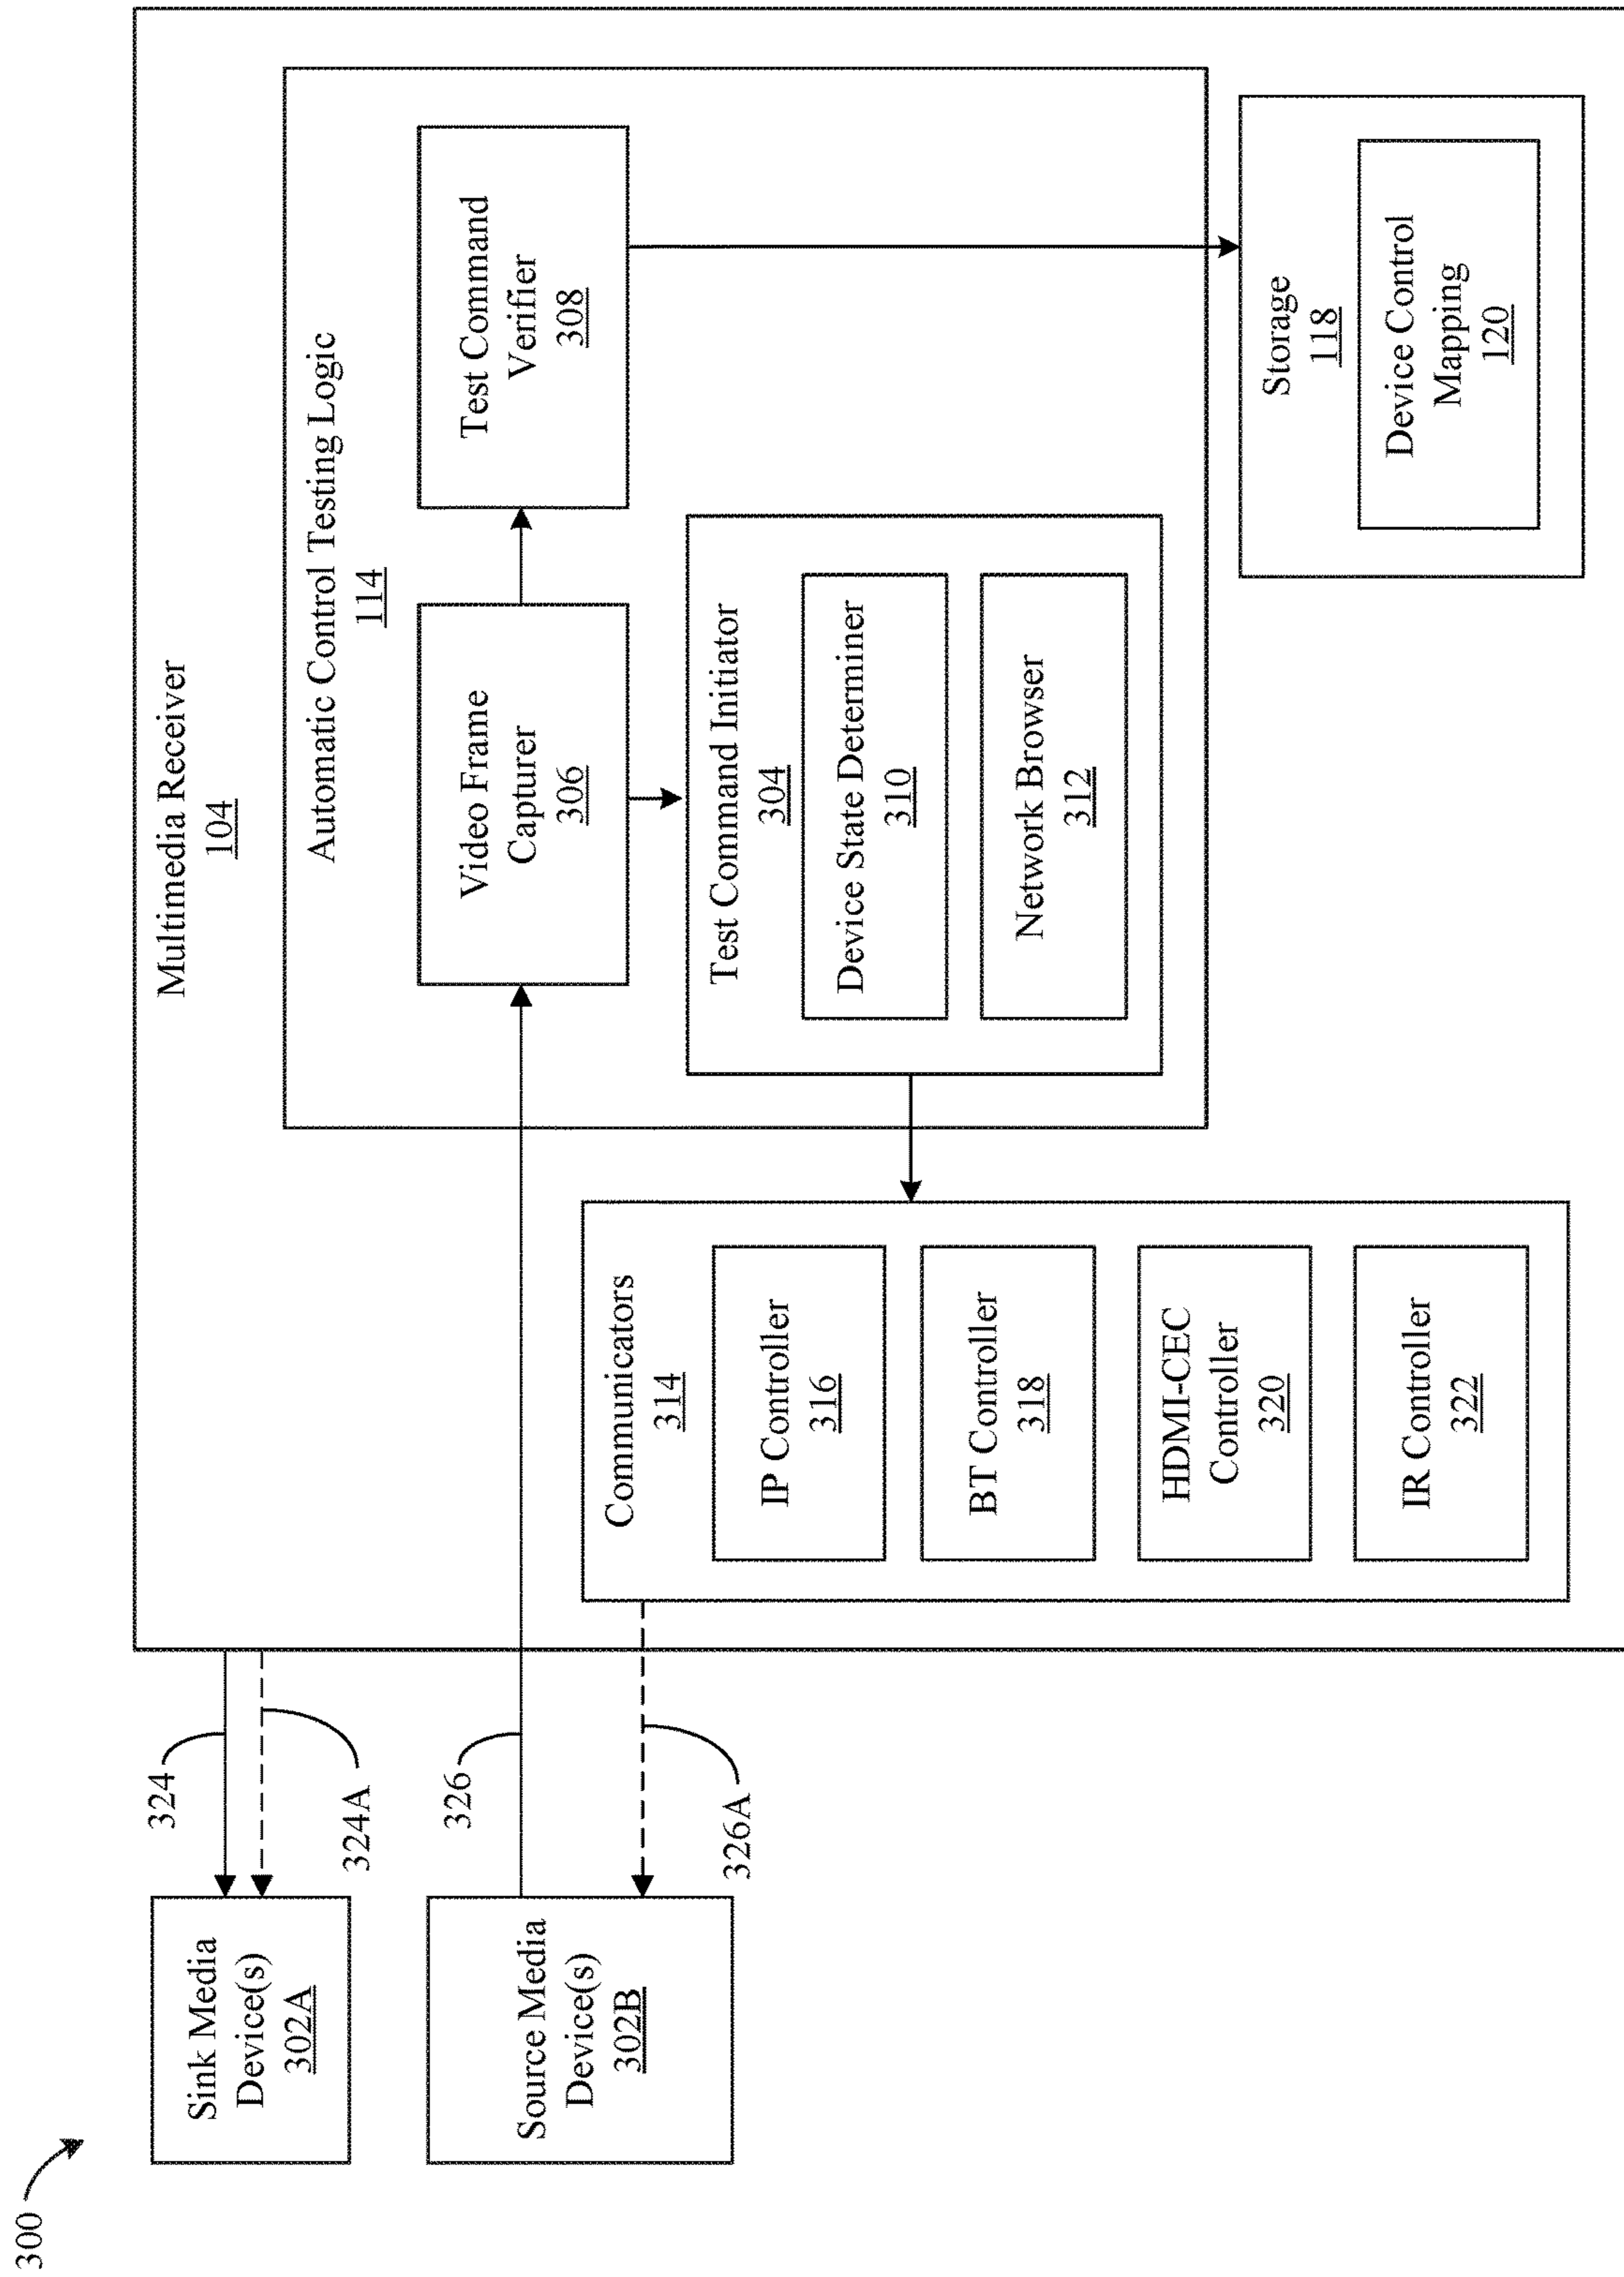 300
Multimedia Receiver
104
Sink Media
Device(s)
302A
324
324A
Source Media
Device(s)
302B
326
326A
Automatic Control Testing Logic
114
Video Frame
Capturer
306
Test Command
Verifier
308
Communicators
314
IP Controller
316
BT Controller
318
HDMI-CEC
Controller
320
IR Controller
322
Test Command Initiator
304
Device State Determiner
310
Network Browser
312
Storage
118
Device Control
Mapping
120